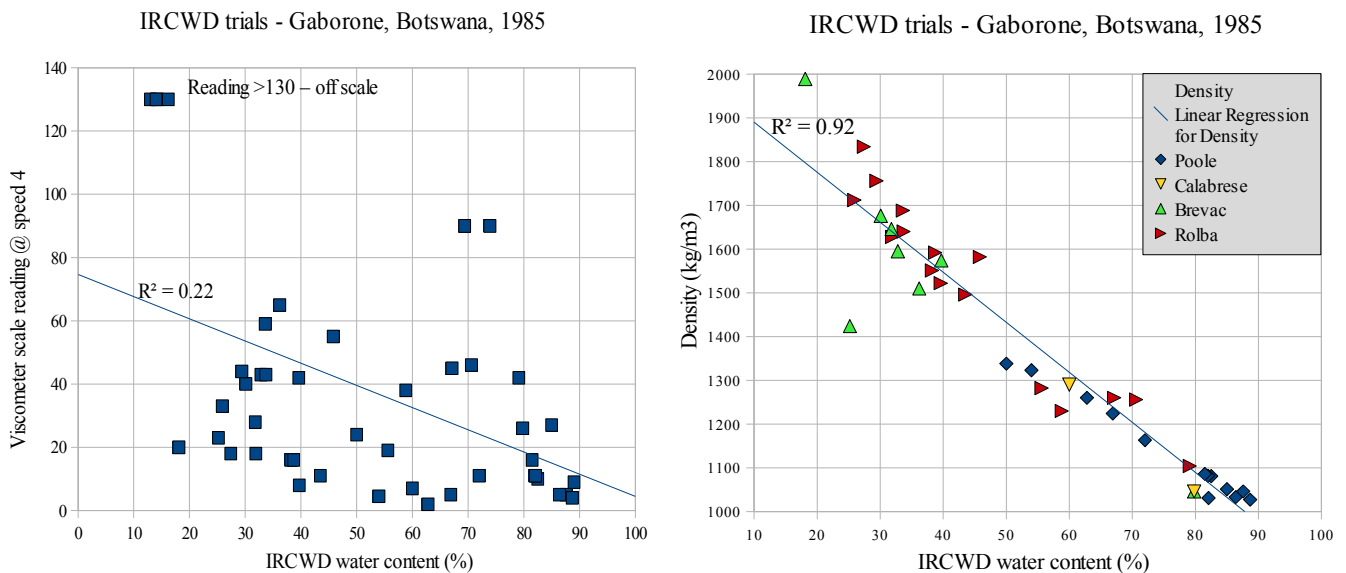 IRCWD trials - Gaborone, Botswana, 1985
140
120
100
80
60
40
20
0
Viscometer scale reading @ speed 4
Reading >130 – off scale
R² = 0.22
0 10 20 30 40 50 60 70 80 90 100
IRCWD water content (%)
IRCWD trials - Gaborone, Botswana, 1985
2000
1900
1800
1700
1600
1500
1400
1300
1200
1100
1000
Density (kg/m3)
R² = 0.92
Density
Linear Regression
for Density
Poole
Calabrese
Brevac
Rolba
10 20 30 40 50 60 70 80 90 100
IRCWD water content (%)